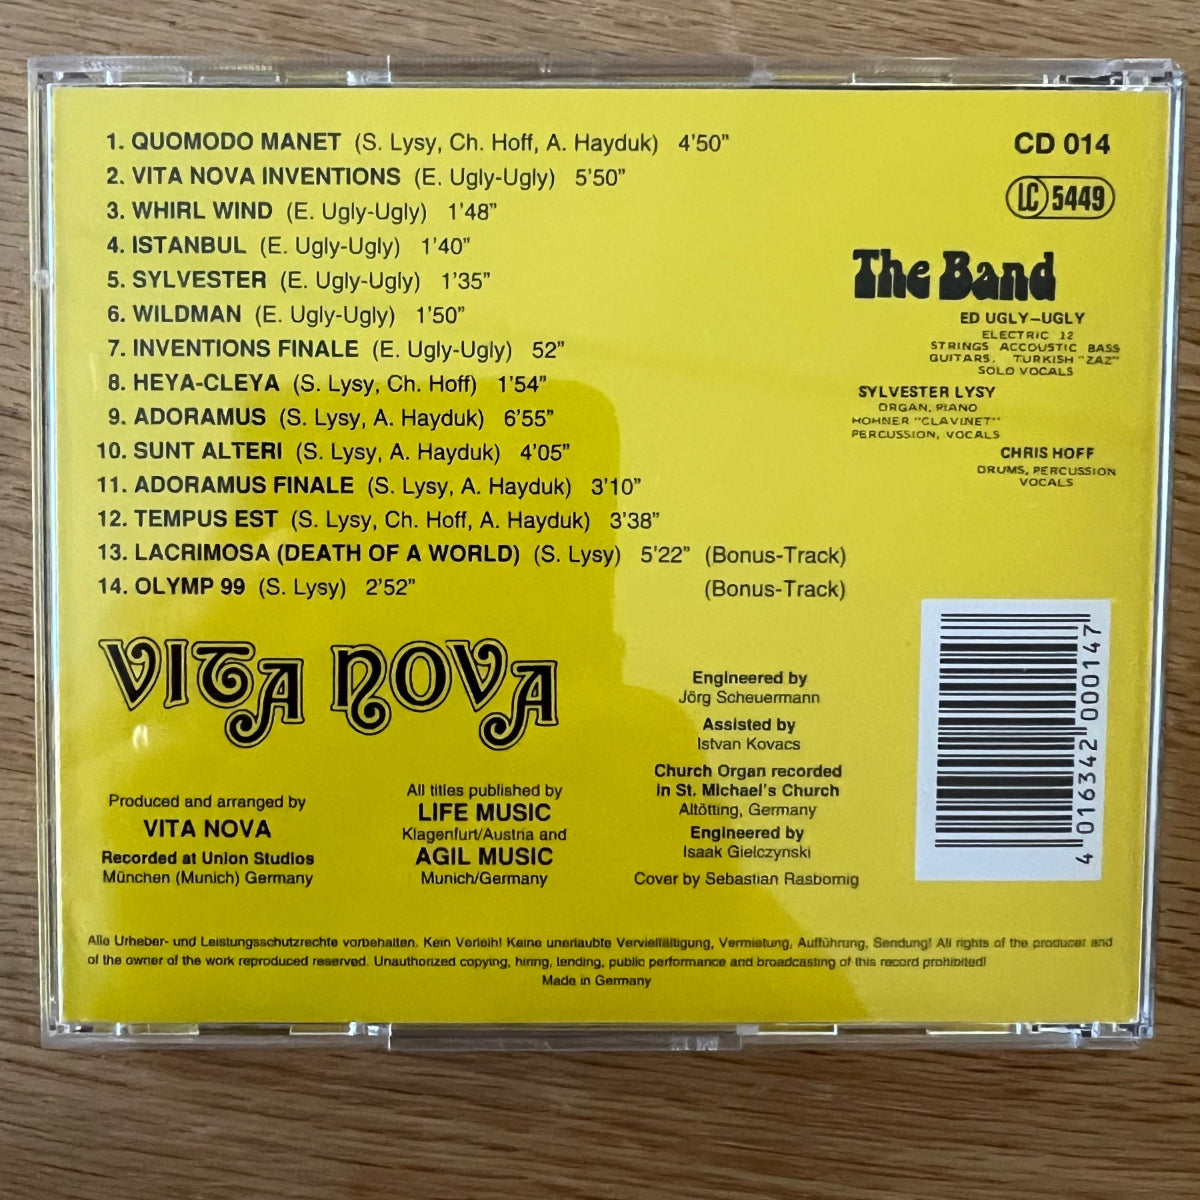 1. QUOMODO MANET (S. Lysy, Ch. Hoff, A. Hayduk) 4'50"
2. VITA NOVA INVENTIONS (E. Ugly-Ugly) 5'50"
3. WHIRL WIND (E. Ugly-Ugly) 1'48"
4. ISTANBUL (E. Ugly-Ugly) 1'40"
5. SYLVESTER (E. Ugly-Ugly) 1'35"
6. WILDMAN (E. Ugly-Ugly) 1'50"
7. INVENTIONS FINALE (E. Ugly-Ugly) 52"
8. HEYA-CLEYA (S. Lysy, Ch. Hoff) 1'54"
9. ADORAMUS (S. Lysy, A. Hayduk) 6'55"
10. SUNT ALTERI (S. Lysy, A. Hayduk) 4'05"
11. ADORAMUS FINALE (S. Lysy, A. Hayduk) 3'10"
12. TEMPUS EST (S. Lysy, Ch. Hoff, A. Hayduk) 3'38"
13. LACRIMOSA (DEATH OF A WORLD) (S. Lysy) 5'22" (Bonus-Track)
14. OLYMP 99 (S. Lysy) 2'52" (Bonus-Track)
CD 014
LC 5449
The Band
ED UGLY-UGLY
ELECTRIC 12
STRINGS ACCOUSTIC BASS
GUITARS, TURKISH "ZAZ"
SOLO VOCALS
SYLVESTER LYSY
ORGAN, PIANO
HOHNER "CLAVINET"
PERCUSSION, VOCALS
CHRIS HOFF
DRUMS, PERCUSSION
VOCALS
VITA NOVA
Produced and arranged by
VITA NOVA
Recorded at Union Studios
München (Munich) Germany
All titles published by
LIFE MUSIC
Klagenfurt/Austria and
AGIL MUSIC
Munich/Germany
Engineered by
Jörg Scheuermann
Assisted by
Istvan Kovacs
Church Organ recorded
in St. Michael's Church
Altötting, Germany
Engineered by
Isaak Gielczynski
Cover by Sebastian Rasbornig
4 016342 000147
Alle Urheber- und Leistungsschutzrechte vorbehalten. Kein Verleih! Keine unerlaubte Vervielfältigung, Vermietung, Aufführung, Sendung! All rights of the producer and
of the owner of the work reproduced reserved. Unauthorized copying, hiring, lending, public performance and broadcasting of this record prohibited!
Made in Germany